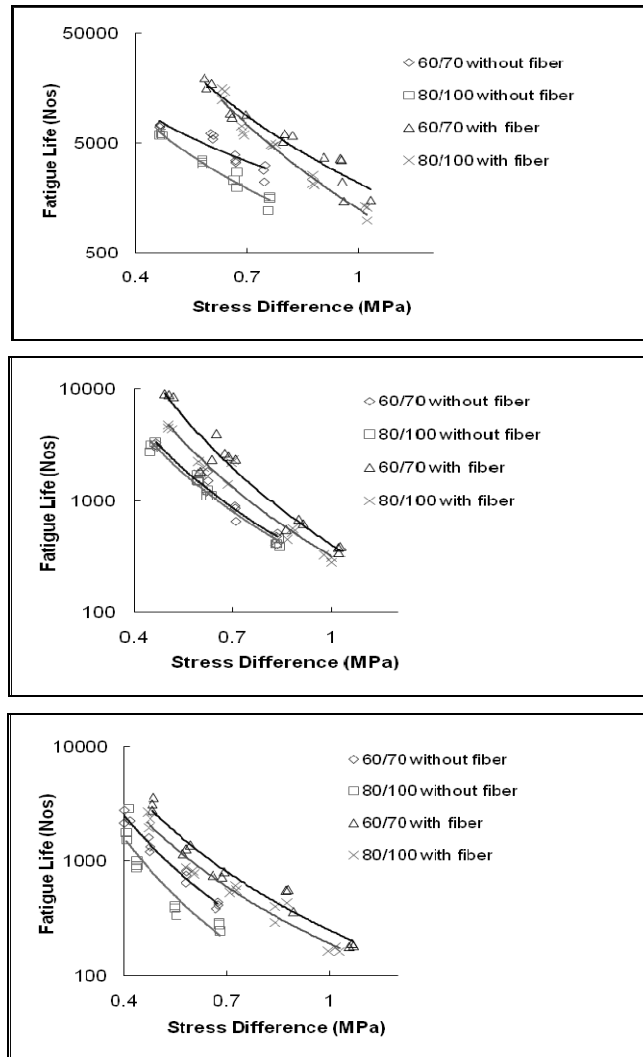 50000
5000
500
Fatigue Life (Nos)
0.4 0.7 1
Stress Difference (MPa)
60/70 without fiber
80/100 without fiber
60/70 with fiber
80/100 with fiber
10000
1000
100
Fatigue Life (Nos)
0.4 0.7 1
Stress Difference (MPa)
60/70 without fiber
80/100 without fiber
60/70 with fiber
80/100 with fiber
10000
1000
100
Fatigue Life (Nos)
0.4 0.7 1
Stress Difference (MPa)
60/70 without fiber
80/100 without fiber
60/70 with fiber
80/100 with fiber